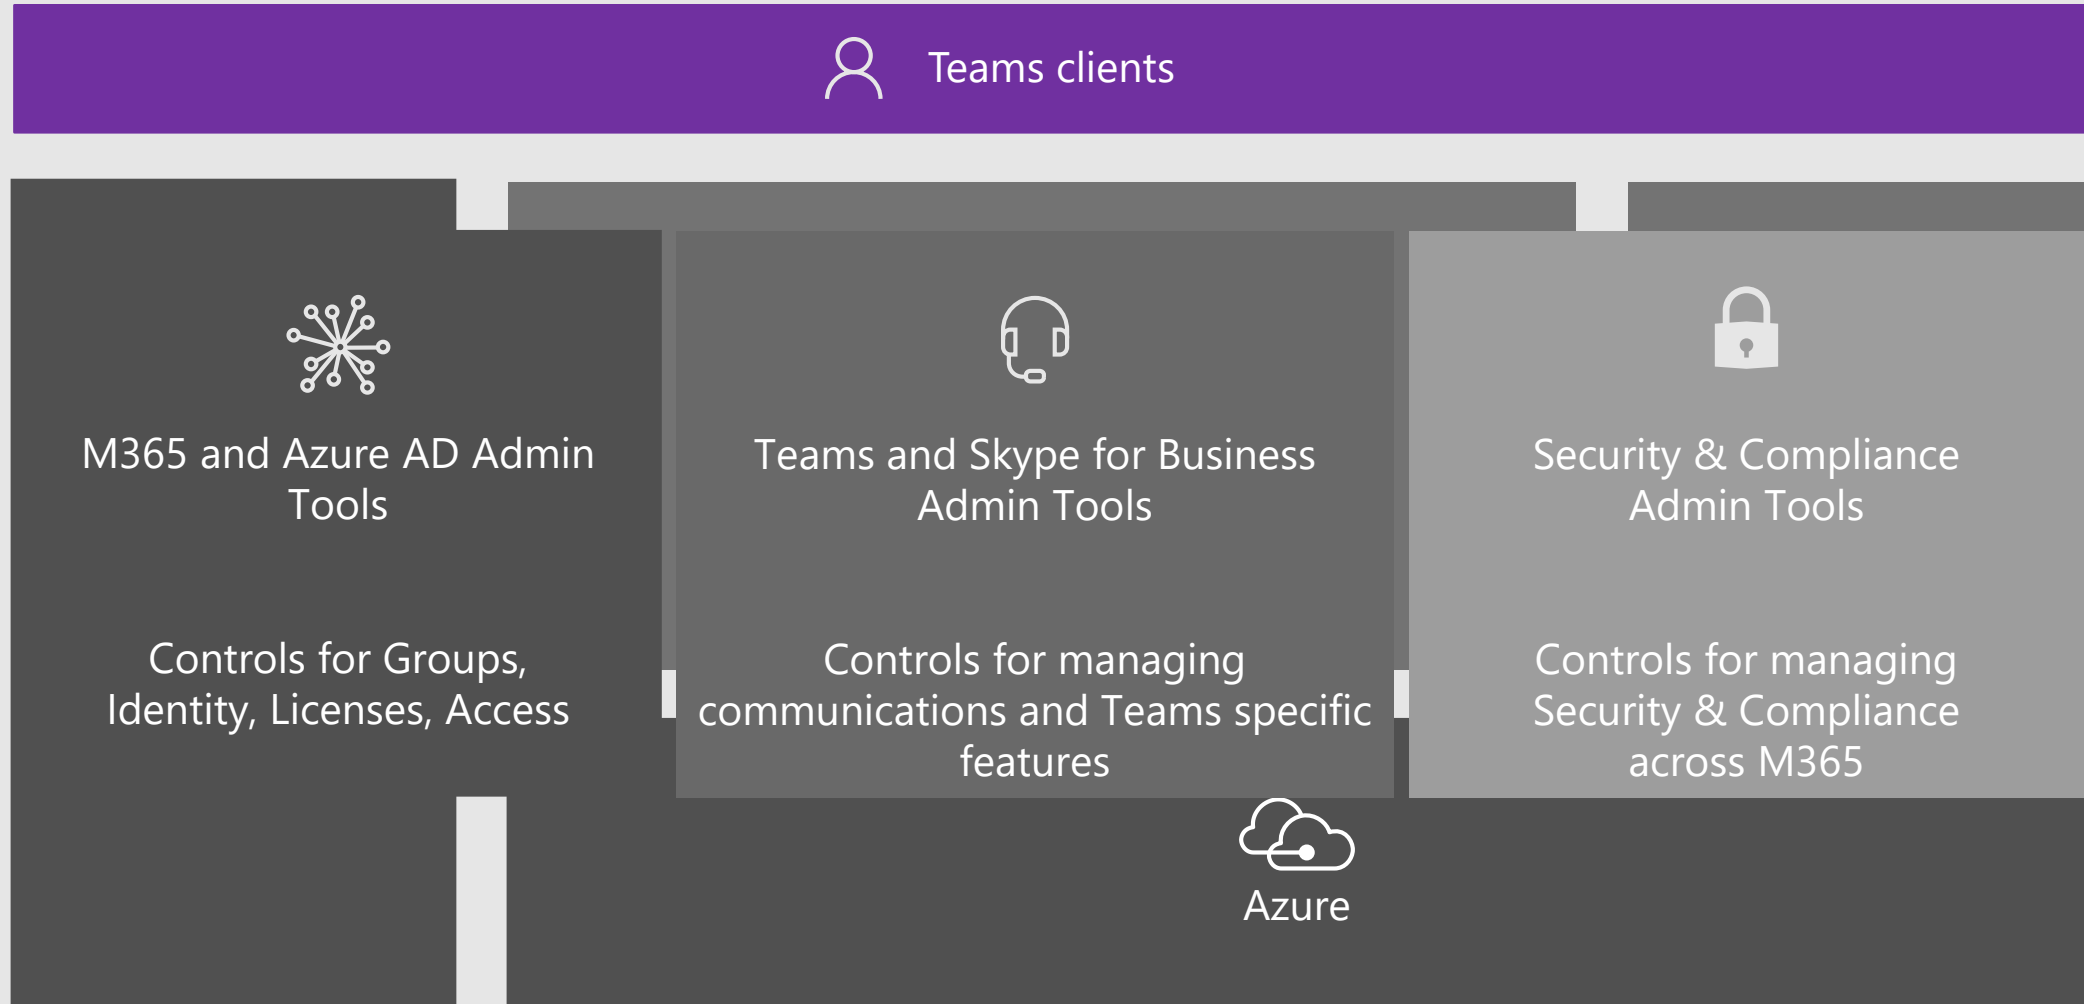 Teams clients
M365 and Azure AD Admin
Tools
Controls for Groups,
Identity, Licenses, Access
Teams and Skype for Business
Admin Tools
Controls for managing
communications and Teams specific
features
Security & Compliance
Admin Tools
Controls for managing
Security & Compliance
across M365
Azure